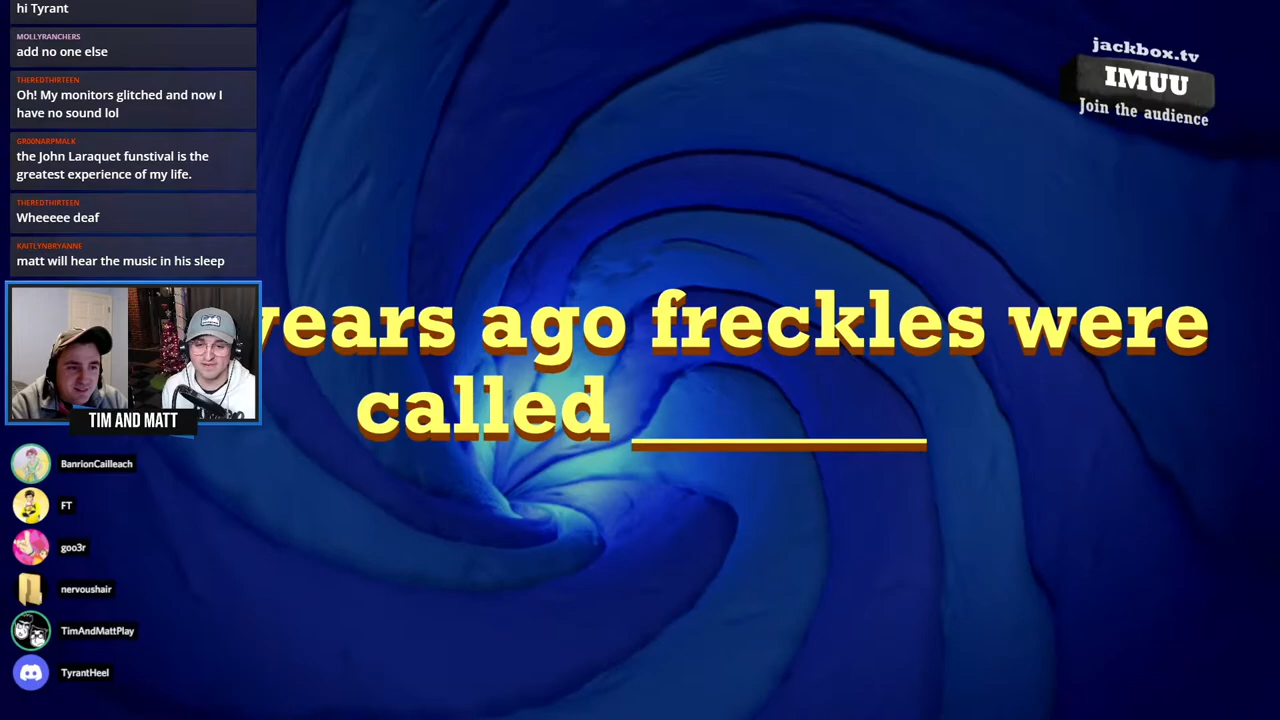 hi Tyrant
MOLLYRANCHERS
add no one else
THEREDTHIRTEEN
Oh! My monitors glitched and now I
have no sound lol
GR00NARPMALK
the John Laraquet funstival is the
greatest experience of my life.
THEREDTHIRTEEN
Wheeeee deaf
KAITLYNBRYANNE
matt will hear the music in his sleep
jackbox.tv
IMUU
Join the audience
years ago freckles were
called __________
TIM AND MATT
BanrionCailleach
FT
goo3r
nervoushair
TimAndMattPlay
TyrantHeel